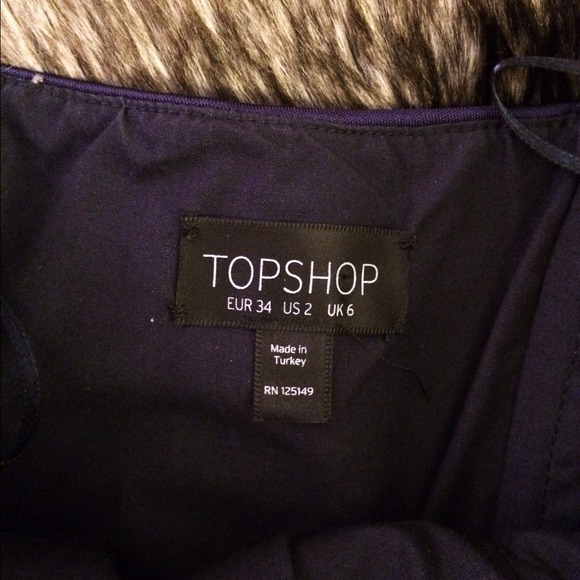 TOPSHOP
EUR 34 US 2 UK 6
Made in
Turkey
RN 125149